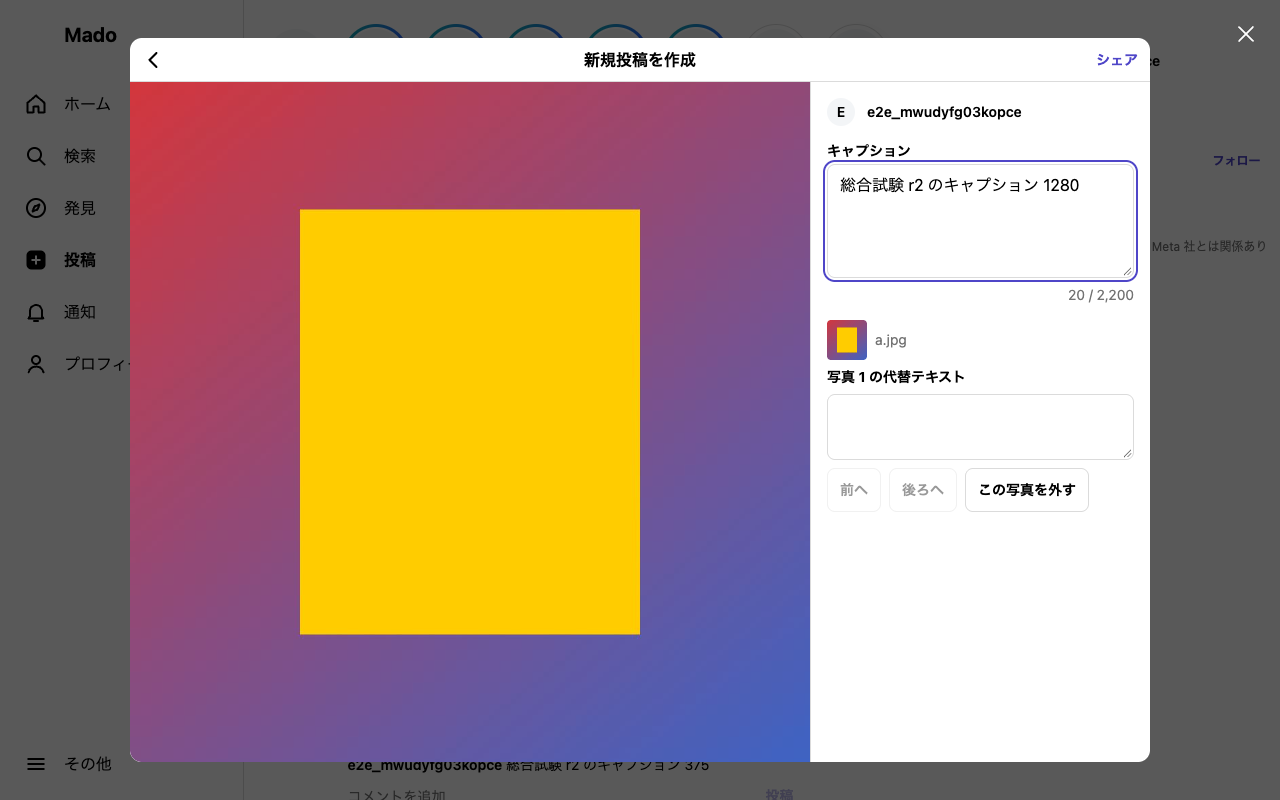 Mado
ホーム
検索
発見
投稿
通知
プロフィ
その他
新規投稿を作成
シェア
E
e2e_mwudyfg03kopce
キャプション
総合試験 r2 のキャプション 1280
20 / 2,200
a.jpg
写真 1 の代替テキスト
前へ
後ろへ
この写真を外す
ce
フォロー
Meta 社とは関係あり
e2e_mwudyfg03kopce 総合試験 r2 のキャプション 375
コメントを追加
投稿